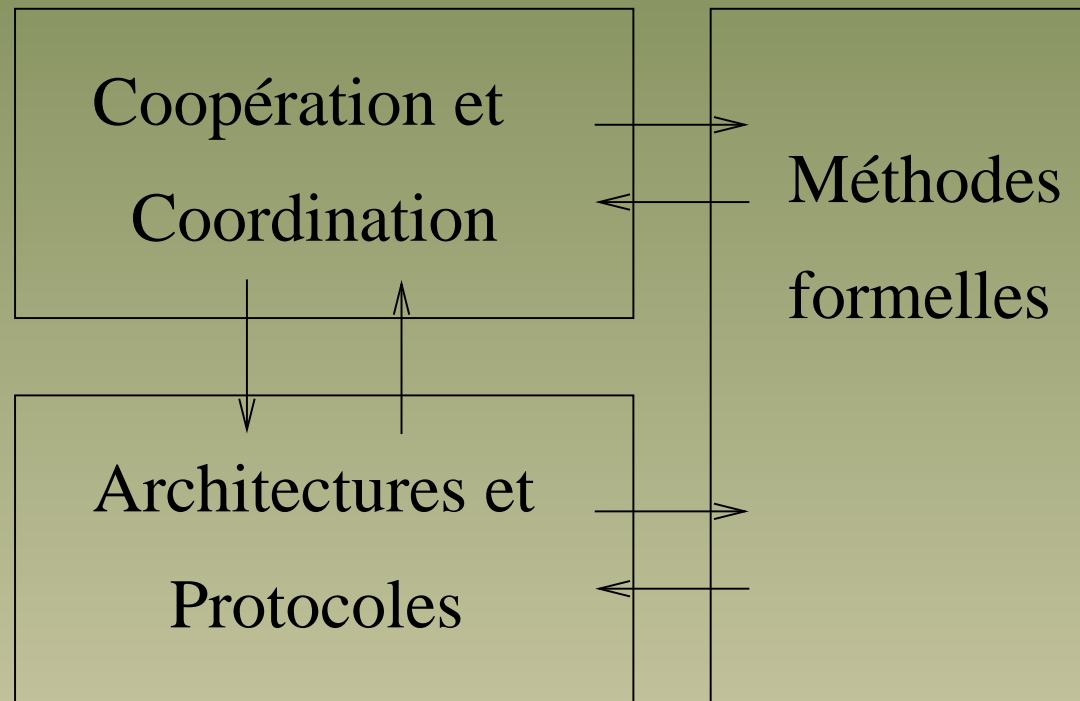 Coopération et
Coordination
Méthodes
formelles
Architectures et
Protocoles